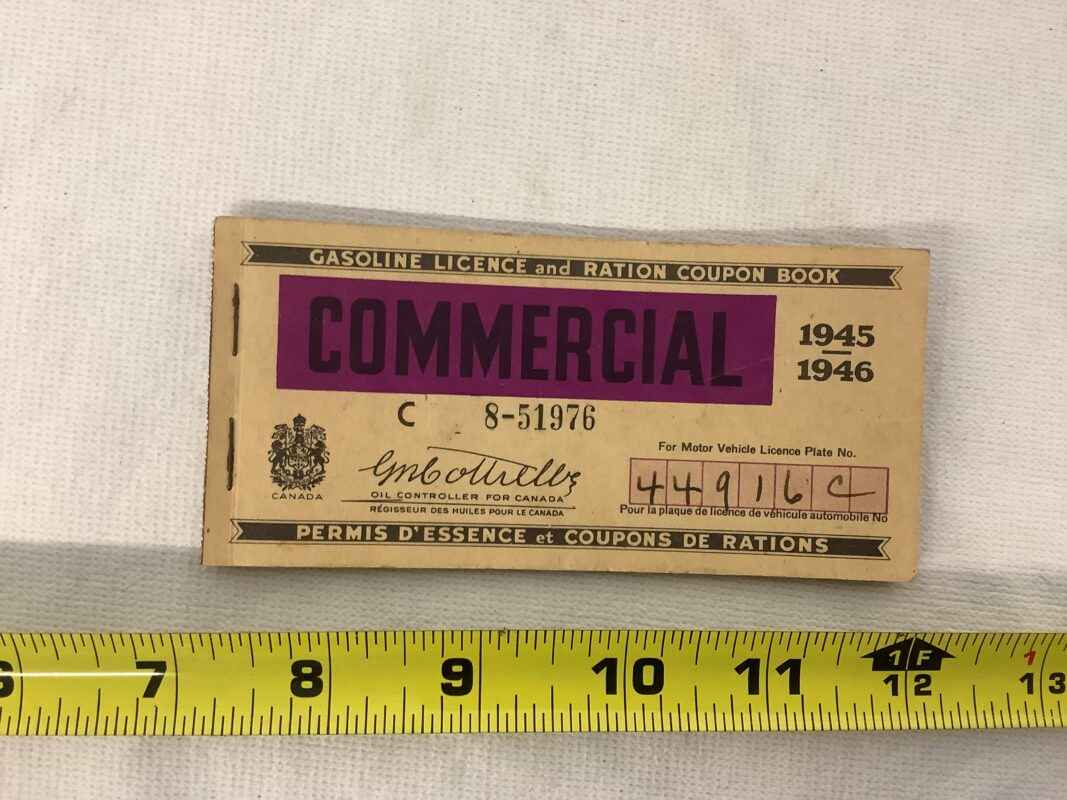 GASOLINE LICENCE and RATION COUPON BOOK
COMMERCIAL
1945
1946
C 8-51976
CANADA
OIL CONTROLLER FOR CANADA
RÉGISSEUR DES HUILES POUR LE CANADA
For Motor Vehicle Licence Plate No.
44916 C
Pour la plaque de licence de véhicule automobile No
PERMIS D'ESSENCE et COUPONS DE RATIONS
6 7 8 9 10 11 1F 12 1 13